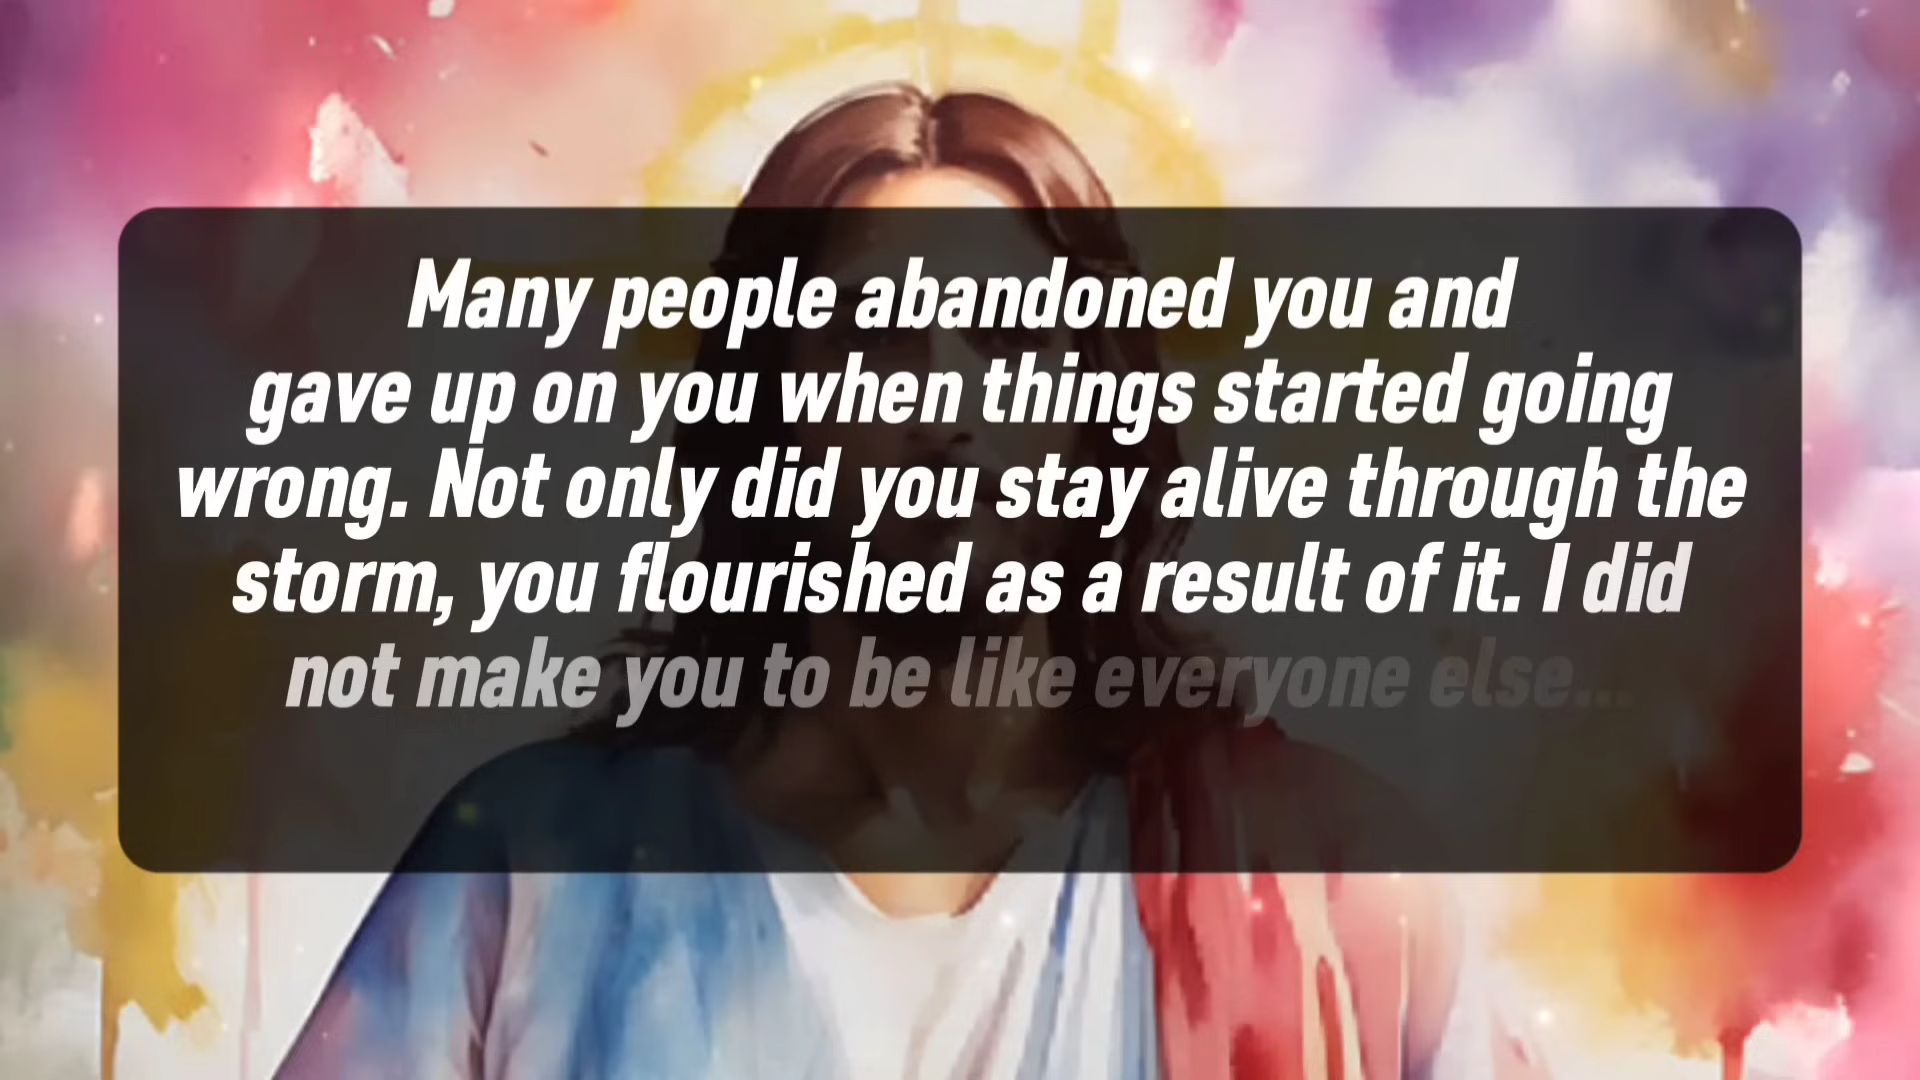 Many people abandoned you and
gave up on you when things started going
wrong. Not only did you stay alive through the
storm, you flourished as a result of it. I did
not make you to be like everyone else...